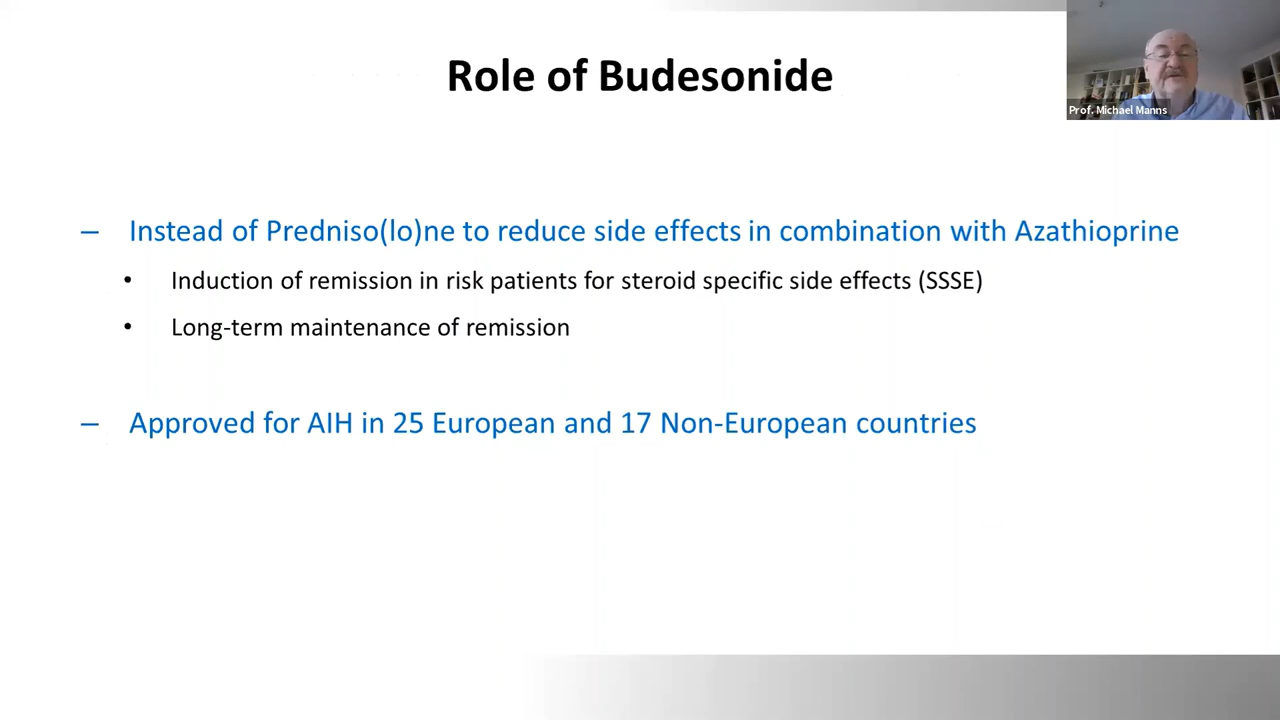 Role of Budesonide
Prof. Michael Manns
– Instead of Predniso(lo)ne to reduce side effects in combination with Azathioprine
• Induction of remission in risk patients for steroid specific side effects (SSSE)
• Long-term maintenance of remission
– Approved for AIH in 25 European and 17 Non-European countries